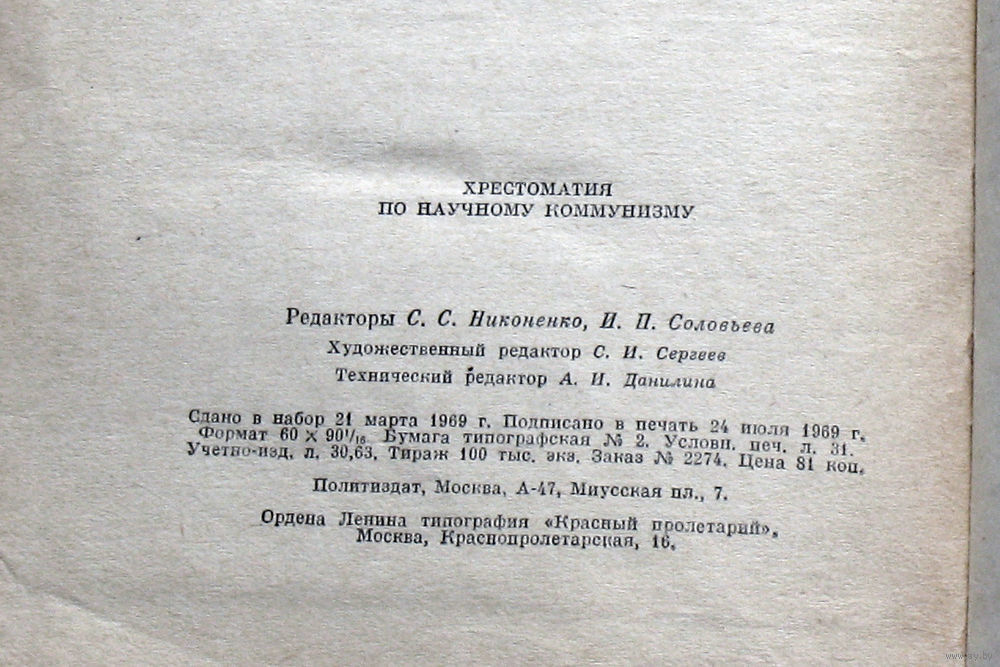 ХРЕСТОМАТИЯ
ПО НАУЧНОМУ КОММУНИЗМУ
Редакторы С. С. Никоненко, И. П. Соловьева
Художественный редактор С. И. Сергеев
Технический редактор А. И. Данилина
Сдано в набор 21 марта 1969 г. Подписано в печать 24 июля 1969 г.
Формат 60 × 90¹/₁₆ Бумага типографская № 2. Условн. печ. л. 31.
Учетно-изд. л. 30,63. Тираж 100 тыс. экз. Заказ № 2274. Цена 81 коп.
Политиздат, Москва, А-47, Миусская пл., 7.
Ордена Ленина типография «Красный пролетарий».
Москва, Краснопролетарская, 16.
www.ay.by